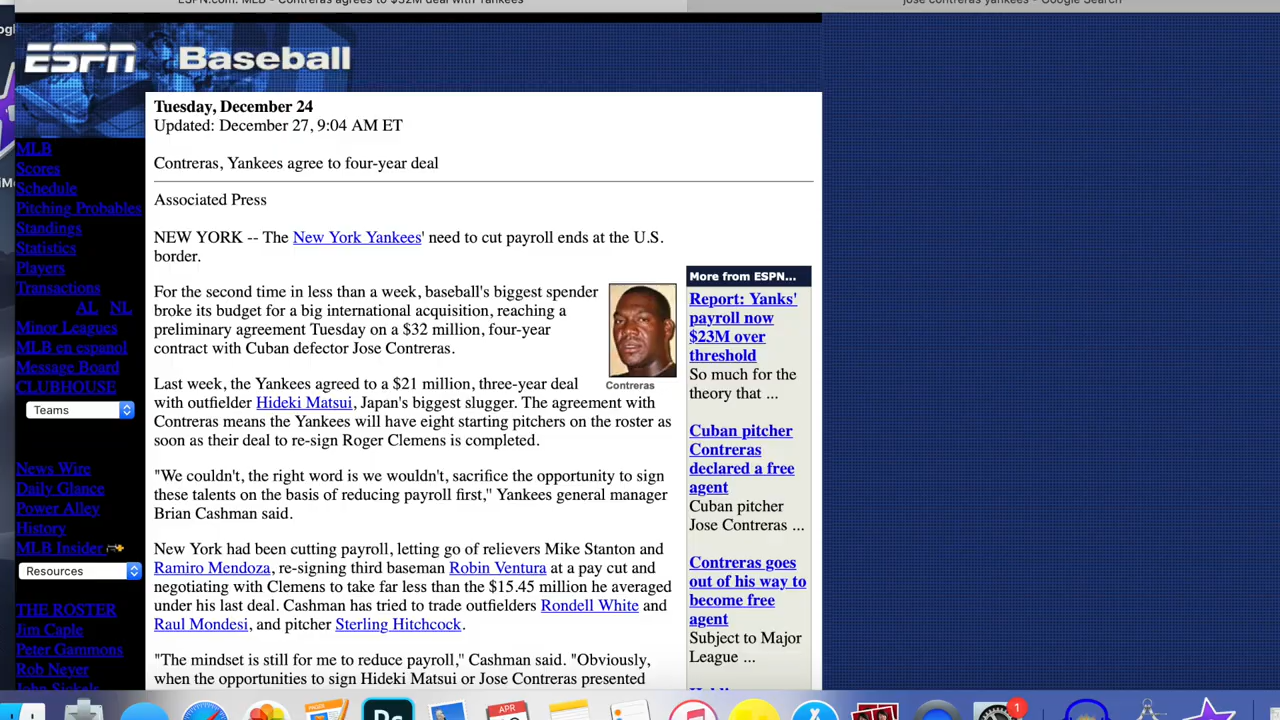 ESPN.com: MLB - Contreras agrees to $32M deal with Yankees
jose contreras yankees - Google Search
ESPN Baseball
Tuesday, December 24
Updated: December 27, 9:04 AM ET
Contreras, Yankees agree to four-year deal
Associated Press
NEW YORK -- The New York Yankees' need to cut payroll ends at the U.S.
border.
For the second time in less than a week, baseball's biggest spender
broke its budget for a big international acquisition, reaching a
preliminary agreement Tuesday on a $32 million, four-year
contract with Cuban defector Jose Contreras.
Contreras
Last week, the Yankees agreed to a $21 million, three-year deal
with outfielder Hideki Matsui, Japan's biggest slugger. The agreement with
Contreras means the Yankees will have eight starting pitchers on the roster as
soon as their deal to re-sign Roger Clemens is completed.
"We couldn't, the right word is we wouldn't, sacrifice the opportunity to sign
these talents on the basis of reducing payroll first," Yankees general manager
Brian Cashman said.
New York had been cutting payroll, letting go of relievers Mike Stanton and
Ramiro Mendoza, re-signing third baseman Robin Ventura at a pay cut and
negotiating with Clemens to take far less than the $15.45 million he averaged
under his last deal. Cashman has tried to trade outfielders Rondell White and
Raul Mondesi, and pitcher Sterling Hitchcock.
"The mindset is still for me to reduce payroll," Cashman said. "Obviously,
when the opportunities to sign Hideki Matsui or Jose Contreras presented
MLB
Scores
Schedule
Pitching Probables
Standings
Statistics
Players
Transactions
AL NL
Minor Leagues
MLB en espanol
Message Board
CLUBHOUSE
Teams
News Wire
Daily Glance
Power Alley
History
MLB Insider
Resources
THE ROSTER
Jim Caple
Peter Gammons
Rob Neyer
John Sickels
More from ESPN...
Report: Yanks'
payroll now
$23M over
threshold
So much for the
theory that ...
Cuban pitcher
Contreras
declared a free
agent
Cuban pitcher
Jose Contreras ...
Contreras goes
out of his way to
become free
agent
Subject to Major
League ...
PAGES
APR
1